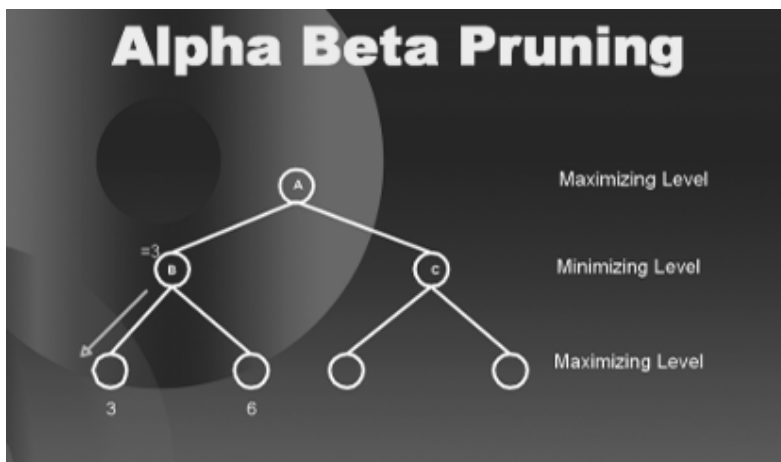 Alpha Beta Pruning
A
Maximizing Level
=3
B
C
Minimizing Level
Maximizing Level
3
6